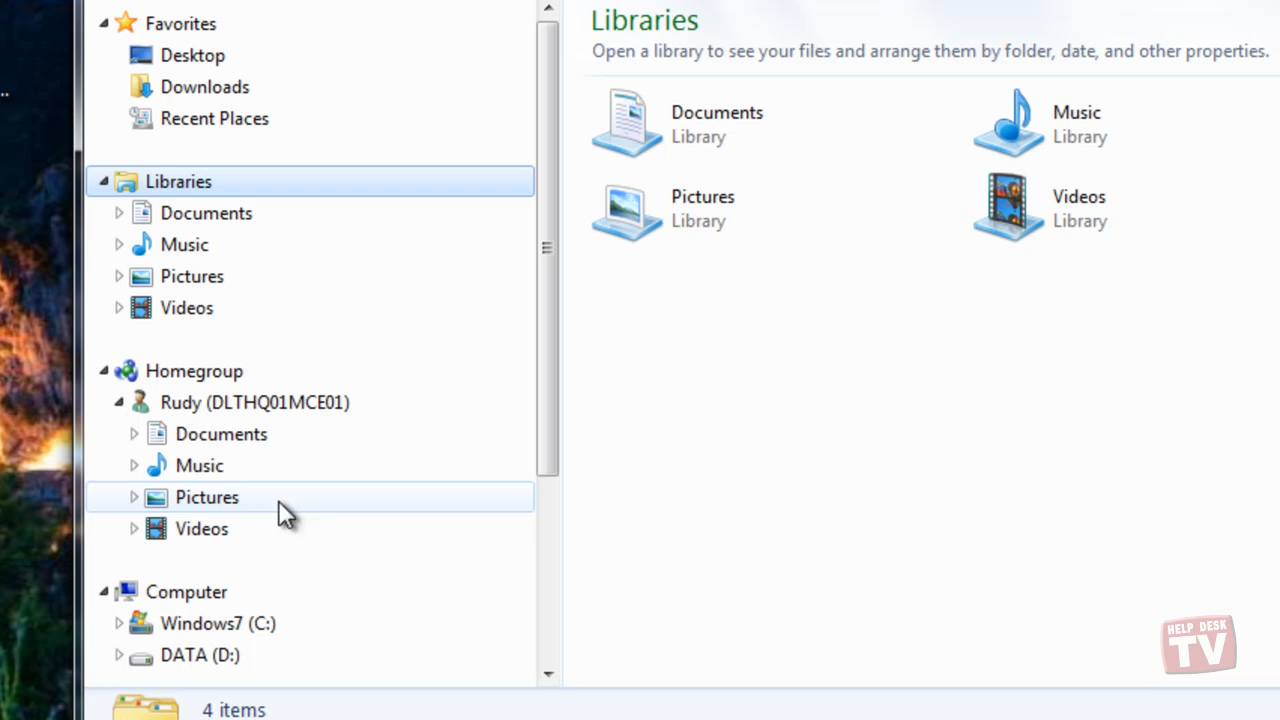 Favorites
Desktop
Downloads
Recent Places
Libraries
Documents
Music
Pictures
Videos
Homegroup
Rudy (DLTHQ01MCE01)
Documents
Music
Pictures
Videos
Computer
Windows7 (C:)
DATA (D:)
4 items
Libraries
Open a library to see your files and arrange them by folder, date, and other properties.
Documents
Library
Music
Library
Pictures
Library
Videos
Library
HELP DESK
TV